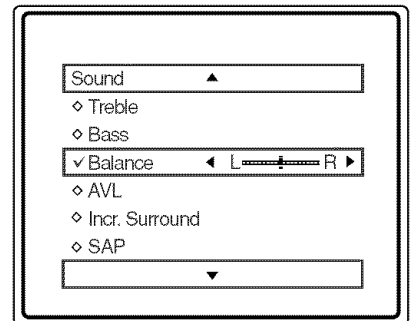 Sound ▲
◇ Treble
◇ Bass
✓ Balance ◀ L R ▶
◇ AVL
◇ Incr. Surround
◇ SAP
▼